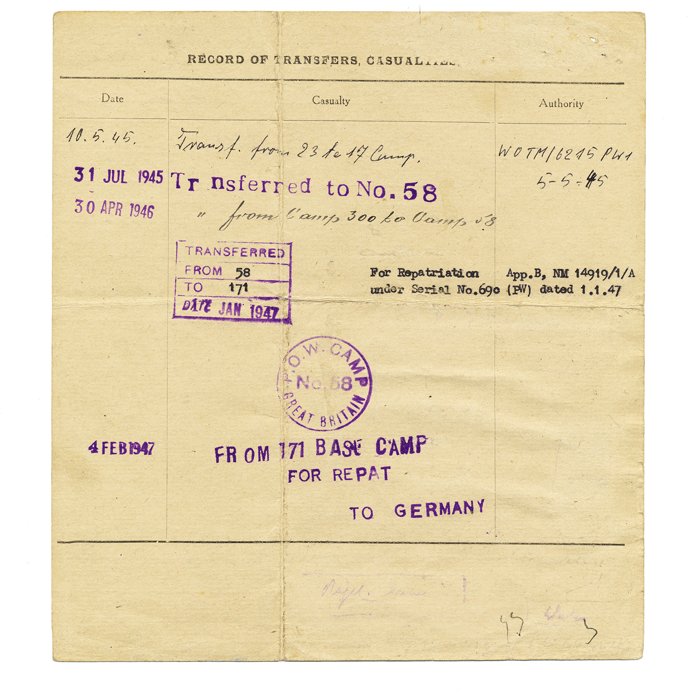 RECORD OF TRANSFERS, CASUALTIES.
Date Casualty Authority
10.5.45. Transf. from 23 to 17 Camp. WOTM/6215 PW1
5-5-45
31 JUL 1945 Transferred to No. 58
30 APR 1946 " from Camp 300 to Camp 58
TRANSFERRED
FROM 58
TO 171
DATE JAN 1947
For Repatriation App.B, NM 14919/1/A
under Serial No.69c (PW) dated 1.1.47
P.O.W. CAMP
No. 58
GREAT BRITAIN
4 FEB 1947 FROM 171 BASE CAMP
FOR REPAT
TO GERMANY